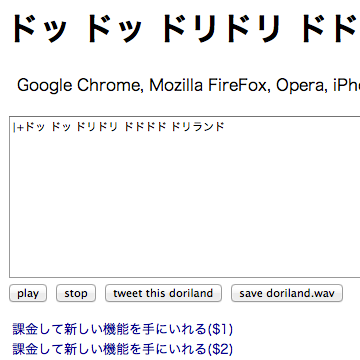 ドッ ドッ ドリドリ ドド
Google Chrome, Mozilla FireFox, Opera, iPh
|+ドッ ドッ ドリドリ ドドドド ドリランド
play stop tweet this doriland save doriland.wav
課金して新しい機能を手にいれる($1)
課金して新しい機能を手にいれる($2)